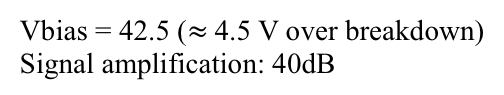 Vbias = 42.5 (≈ 4.5 V over breakdown)
Signal amplification: 40dB